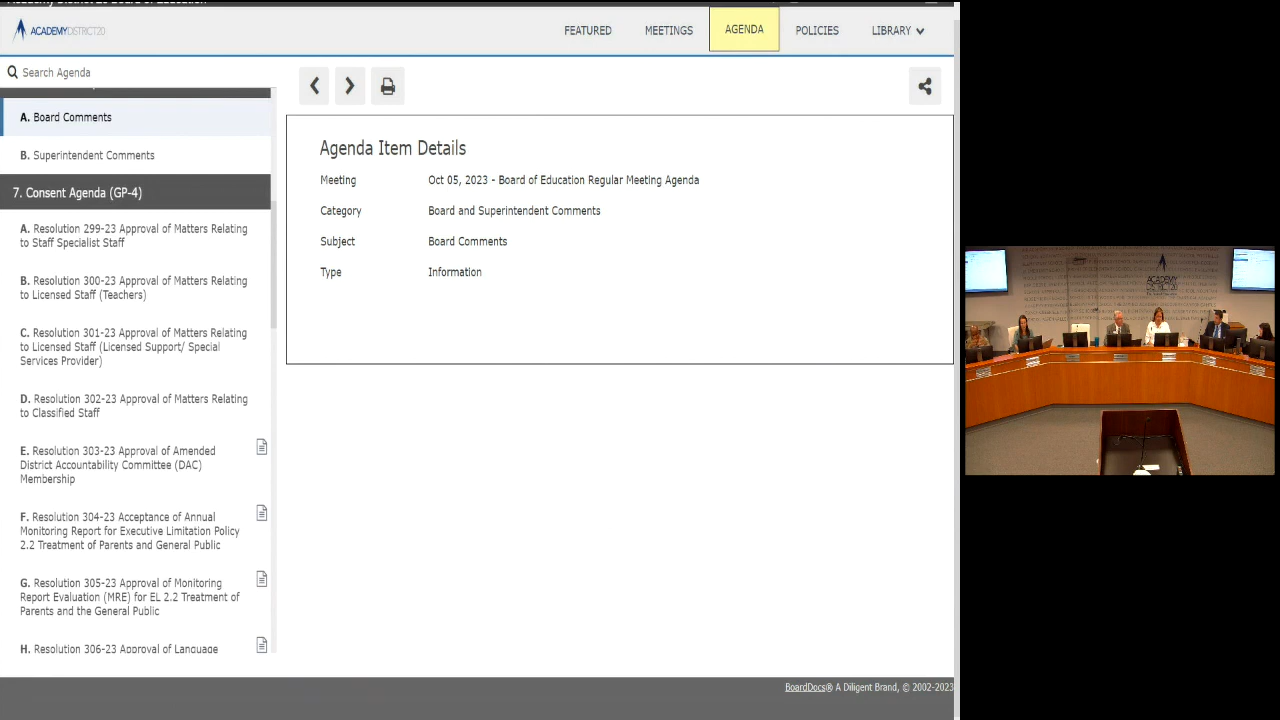 Academy District 20 Board of Education
ACADEMYDISTRICT20
FEATURED
MEETINGS
AGENDA
POLICIES
LIBRARY
Search Agenda
A. Board Comments
B. Superintendent Comments
7. Consent Agenda (GP-4)
A. Resolution 299-23 Approval of Matters Relating
to Staff Specialist Staff
B. Resolution 300-23 Approval of Matters Relating
to Licensed Staff (Teachers)
C. Resolution 301-23 Approval of Matters Relating
to Licensed Staff (Licensed Support/ Special
Services Provider)
D. Resolution 302-23 Approval of Matters Relating
to Classified Staff
E. Resolution 303-23 Approval of Amended
District Accountability Committee (DAC)
Membership
F. Resolution 304-23 Acceptance of Annual
Monitoring Report for Executive Limitation Policy
2.2 Treatment of Parents and General Public
G. Resolution 305-23 Approval of Monitoring
Report Evaluation (MRE) for EL 2.2 Treatment of
Parents and the General Public
H. Resolution 306-23 Approval of Language
Agenda Item Details
Meeting Oct 05, 2023 - Board of Education Regular Meeting Agenda
Category Board and Superintendent Comments
Subject Board Comments
Type Information
BoardDocs® A Diligent Brand, © 2002-2023
ACADEMY
DISTRICT 20